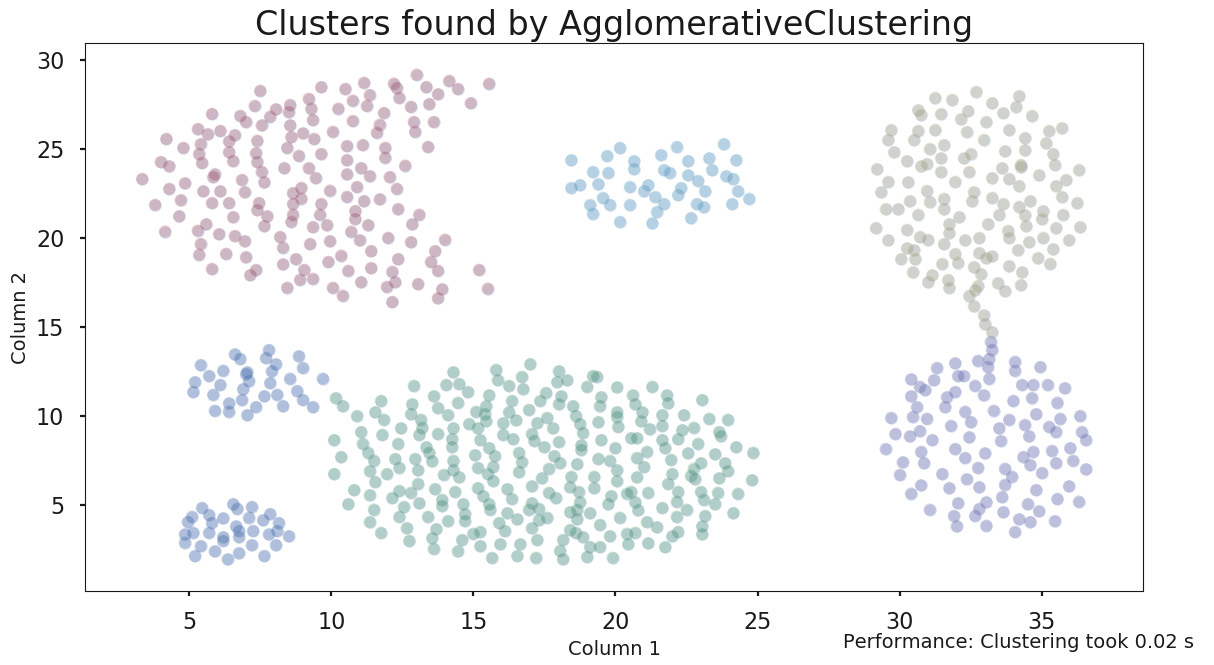 Clusters found by AgglomerativeClustering
30
25
20
15
10
5
Column 2
5 10 15 20 25 30 35
Column 1
Performance: Clustering took 0.02 s